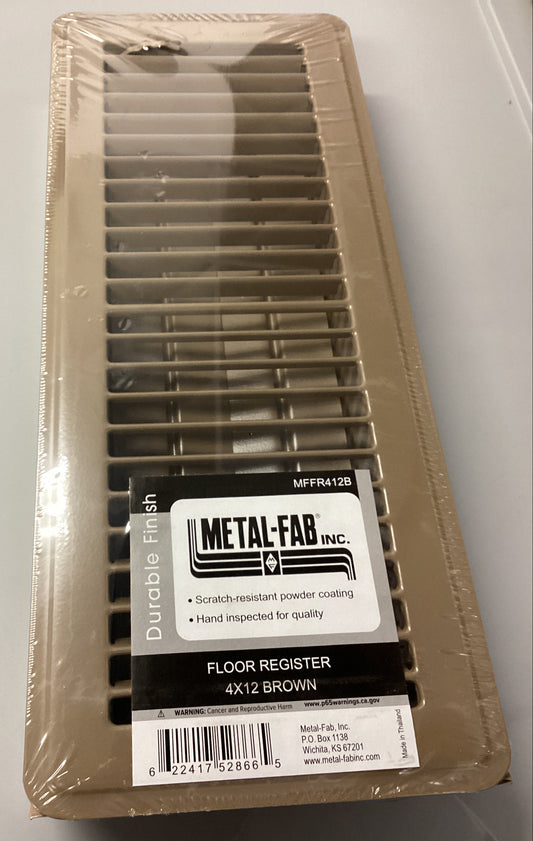 MFFR412B
Durable Finish
METAL-FAB® INC.
• Scratch-resistant powder coating
• Hand inspected for quality
FLOOR REGISTER
4X12 BROWN
⚠ WARNING: Cancer and Reproductive Harm www.p65warnings.ca.gov
6 22417 52866 5
Metal-Fab, Inc.
P.O. Box 1138
Wichita, KS 67201
www.metal-fabinc.com
Made in Thailand